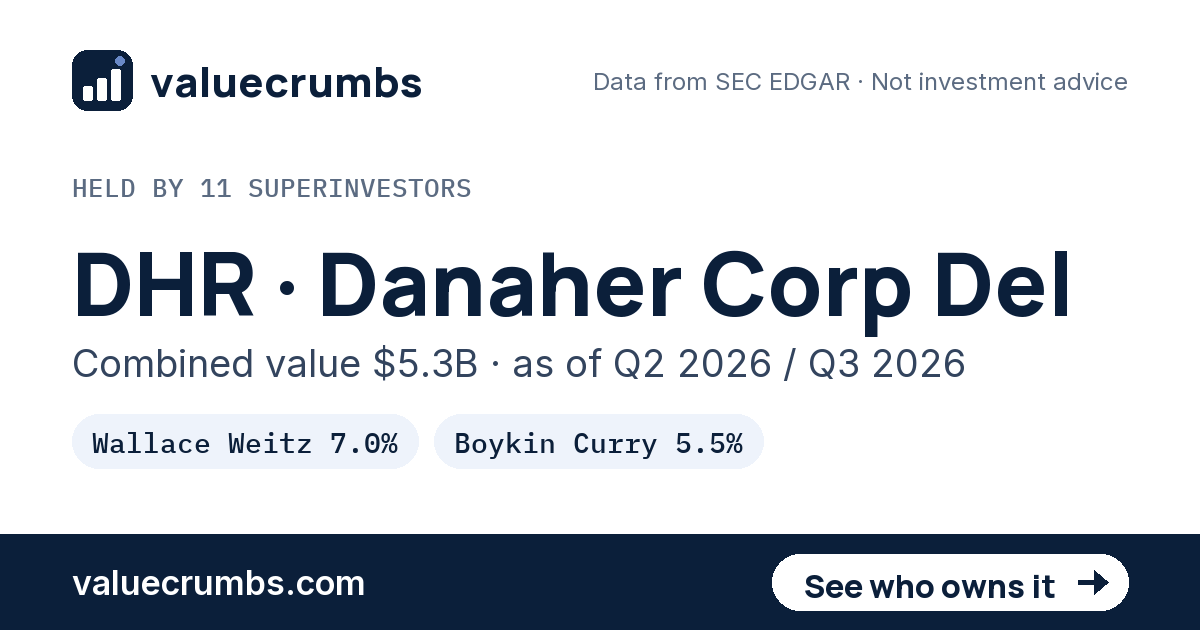 valuecrumbs
Data from SEC EDGAR · Not investment advice
HELD BY 11 SUPERINVESTORS
DHR · Danaher Corp Del
Combined value $5.3B · as of Q2 2026 / Q3 2026
Wallace Weitz 7.0%
Boykin Curry 5.5%
valuecrumbs.com
See who owns it →